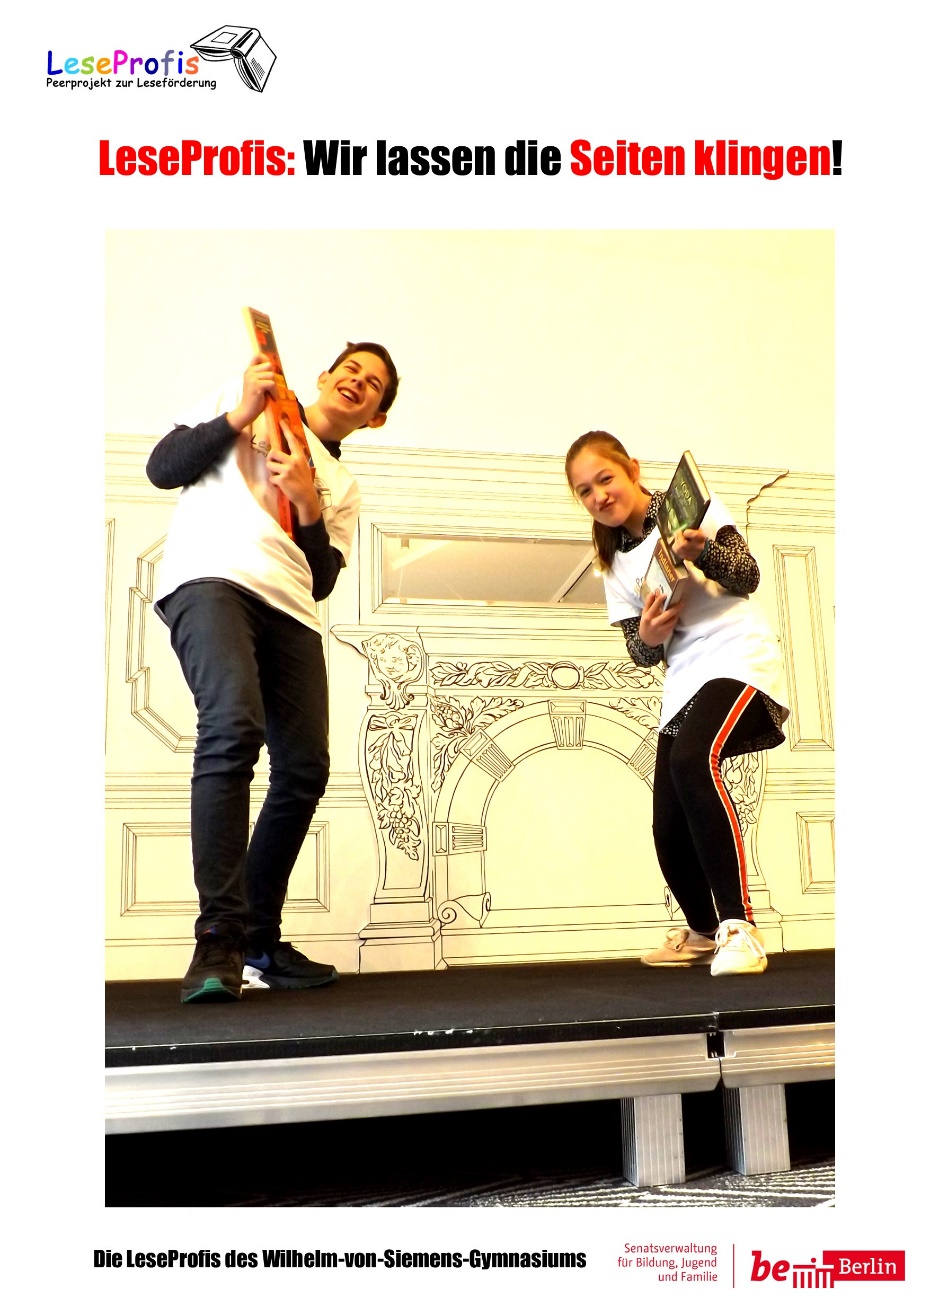 LeseProfis
Peerprojekt zur Leseförderung
LeseProfis: Wir lassen die Seiten klingen!
YOGA
Die LeseProfis des Wilhelm-von-Siemens-Gymnasiums
Senatsverwaltung
für Bildung, Jugend
und Familie
be Berlin